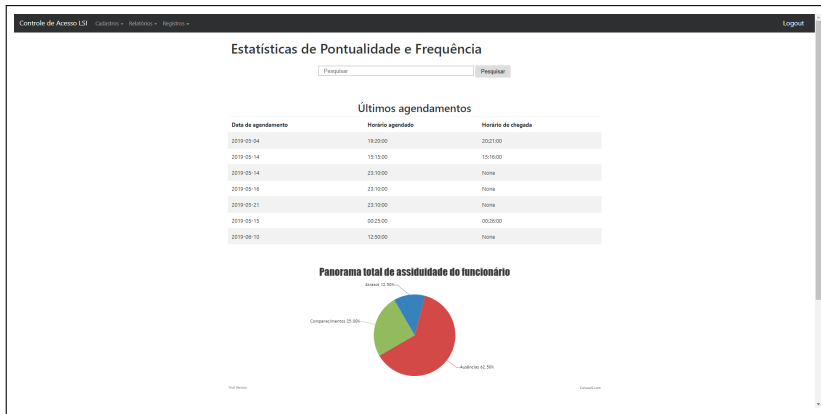 Controle de Acesso LSI Cadastros Relatórios Registros Logout
Estatísticas de Pontualidade e Frequência
Pesquisar Pesquisar
Últimos agendamentos
Data de agendamento Horário agendado Horário de chegada
2019-05-04 19:20:00 20:21:00
2019-05-14 15:15:00 15:16:00
2019-05-14 23:10:00 None
2019-05-16 23:10:00 None
2019-05-21 23:10:00 None
2019-05-15 00:25:00 00:26:00
2019-06-10 12:50:00 None
Panorama total de assiduidade do funcionário
Atrasos 12.50%
Comparecimentos 25.00%
Ausências 62.50%
Trial Version CanvasJS.com